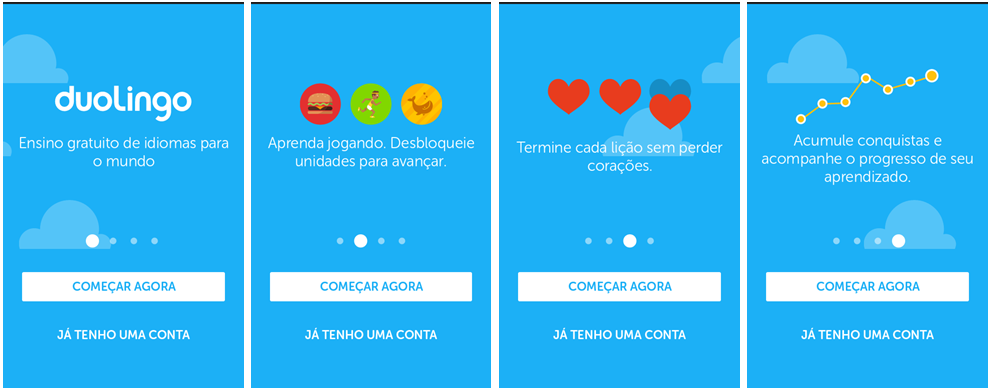 duolingo
Ensino gratuito de idiomas para
o mundo
COMEÇAR AGORA
JÁ TENHO UMA CONTA
Aprenda jogando. Desbloqueie
unidades para avançar.
COMEÇAR AGORA
JÁ TENHO UMA CONTA
Termine cada lição sem perder
corações.
COMEÇAR AGORA
JÁ TENHO UMA CONTA
Acumule conquistas e
acompanhe o progresso de seu
aprendizado.
COMEÇAR AGORA
JÁ TENHO UMA CONTA